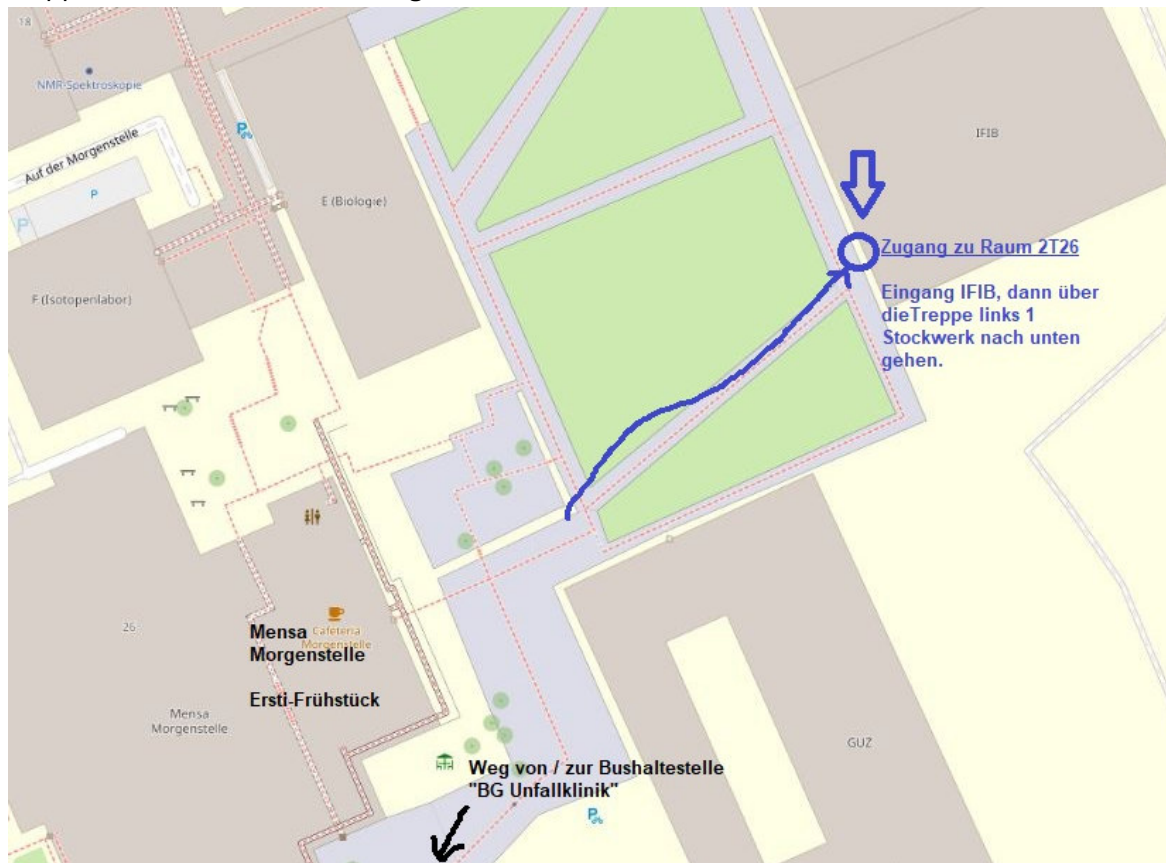 18
NMR-Spektroskopie
Auf der Morgenstelle
P
P
P
E (Biologie)
F (Isotopenlabor)
IFIB
Zugang zu Raum 2T26
Eingang IFIB, dann über
dieTreppe links 1
Stockwerk nach unten
gehen.
26
Cafeteria
Morgenstelle
Mensa
Morgenstelle
Ersti-Frühstück
Mensa
Morgenstelle
GUZ
Weg von / zur Bushaltestelle
"BG Unfallklinik"
P